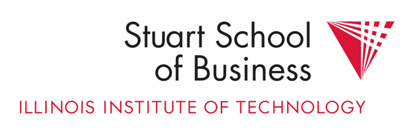 Stuart School
of Business
ILLINOIS INSTITUTE OF TECHNOLOGY